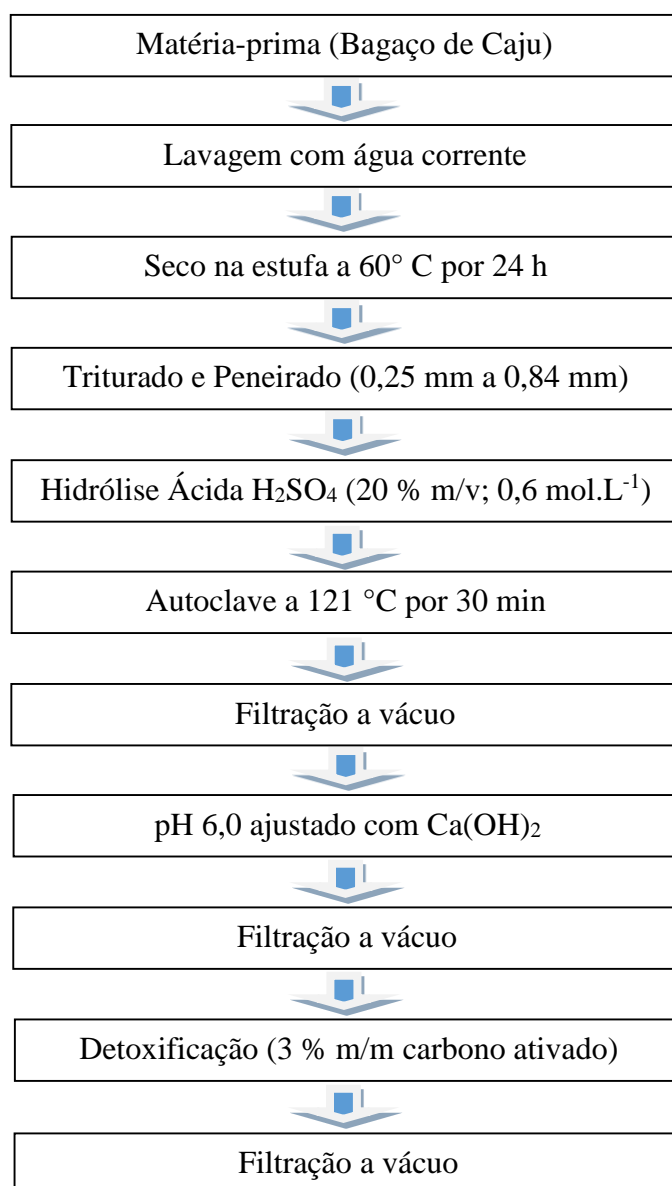 Matéria-prima (Bagaço de Caju)
Lavagem com água corrente
Seco na estufa a 60° C por 24 h
Triturado e Peneirado (0,25 mm a 0,84 mm)
Hidrólise Ácida H₂SO₄ (20 % m/v; 0,6 mol.L⁻¹)
Autoclave a 121 °C por 30 min
Filtração a vácuo
pH 6,0 ajustado com Ca(OH)₂
Filtração a vácuo
Detoxificação (3 % m/m carbono ativado)
Filtração a vácuo